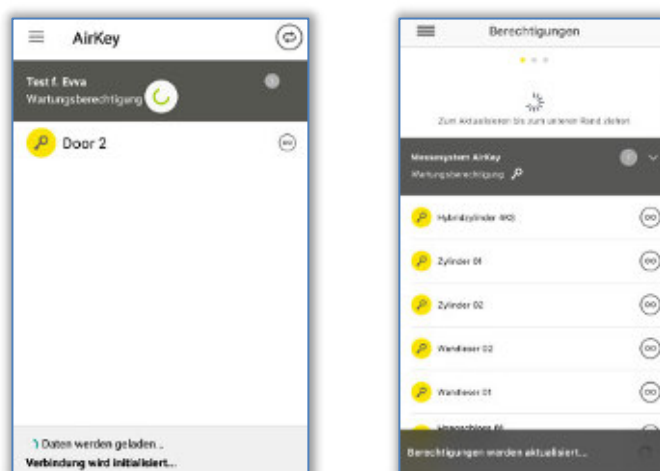 AirKey
Test f. Evva
Wartungsberechtigung
Door 2
Daten werden geladen...
Verbindung wird initialisiert...
Berechtigungen
Zum Aktualisieren bis zum unteren Rand ziehen
Messesystem AirKey
Wartungsberechtigung
Hybridzylinder
Zylinder 01
Zylinder 02
Wandleser 02
Wandleser 01
Berechtigungen werden aktualisiert...